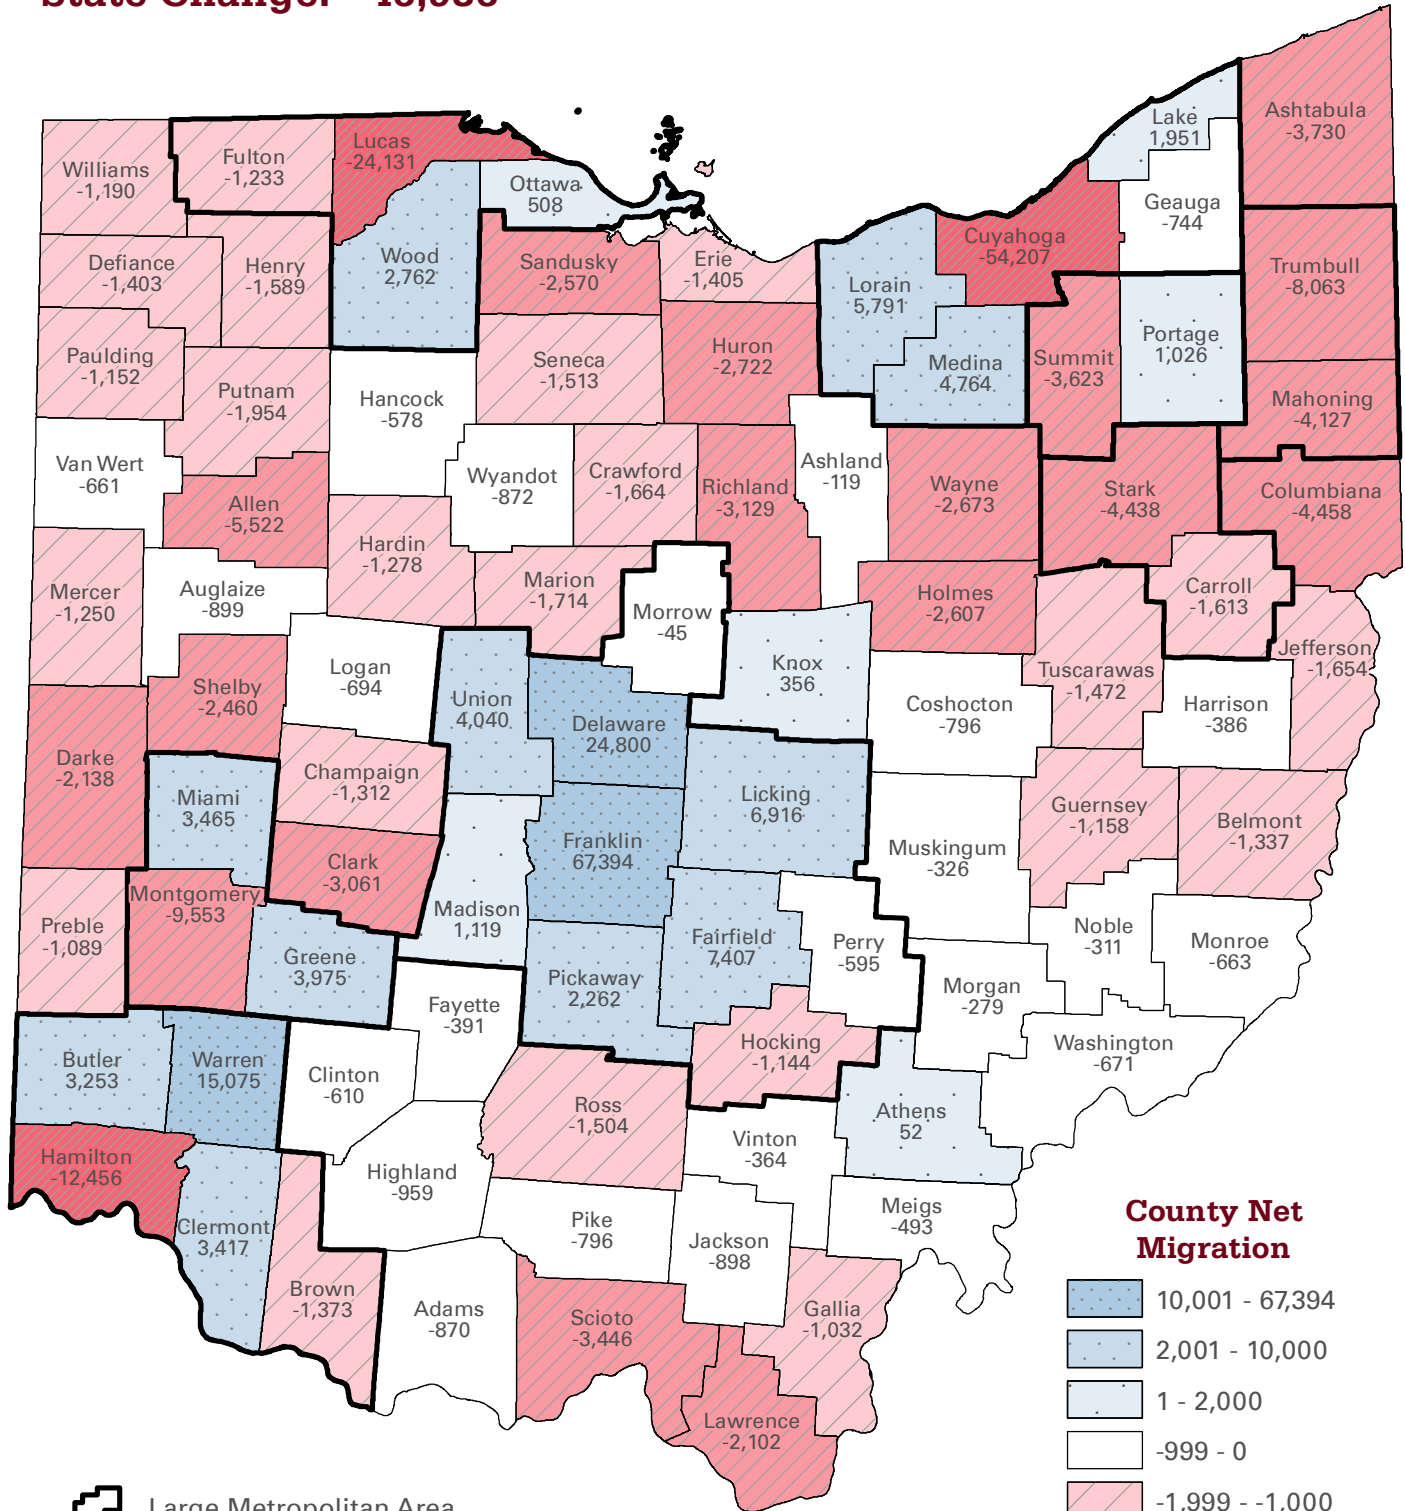 Ashtabula
-3,730
Lake
1,951
Lucas
-24,131
Fulton
-1,233
Williams
-1,190
Ottawa
508
Geauga
-744
Cuyahoga
-54,207
Wood
2,762
Sandusky
-2,570
Erie
-1,405
Trumbull
-8,063
Defiance
-1,403
Henry
-1,589
Lorain
5,791
Portage
1,026
Huron
-2,722
Paulding
-1,152
Seneca
-1,513
Medina
4,764
Summit
-3,623
Putnam
-1,954
Hancock
-578
Mahoning
-4,127
Van Wert
-661
Wyandot
-872
Crawford
-1,664
Ashland
-119
Richland
-3,129
Wayne
-2,673
Stark
-4,438
Columbiana
-4,458
Allen
-5,522
Hardin
-1,278
Mercer
-1,250
Auglaize
-899
Marion
-1,714
Morrow
-45
Holmes
-2,607
Carroll
-1,613
Jefferson
-1,654
Logan
-694
Knox
356
Tuscarawas
-1,472
Shelby
-2,460
Union
4,040
Coshocton
-796
Harrison
-386
Delaware
24,800
Darke
-2,138
Champaign
-1,312
Miami
3,465
Licking
6,916
Guernsey
-1,158
Belmont
-1,337
Franklin
67,394
Muskingum
-326
Clark
-3,061
Montgomery
-9,553
Madison
1,119
Preble
-1,089
Fairfield
7,407
Perry
-595
Noble
-311
Monroe
-663
Greene
3,975
Pickaway
2,262
Morgan
-279
Fayette
-391
Hocking
-1,144
Washington
-671
Butler
3,253
Warren
15,075
Clinton
-610
Ross
-1,504
Athens
52
Vinton
-364
Hamilton
-12,456
Highland
-959
Clermont
3,417
Pike
-796
Meigs
-493
Jackson
-898
Brown
-1,373
Adams
-870
Scioto
-3,446
Gallia
-1,032
Lawrence
-2,102
County Net
Migration
10,001 - 67,394
2,001 - 10,000
1 - 2,000
-999 - 0
-1,999 - -1,000
Large Metropolitan Area